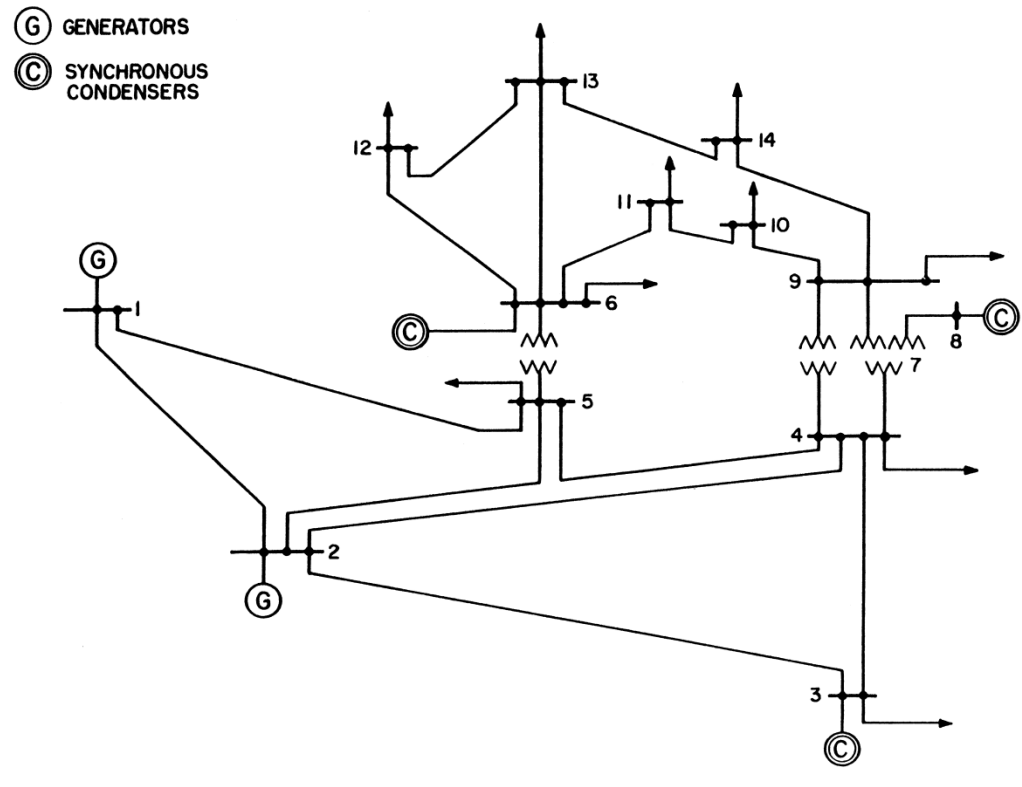 G GENERATORS
C SYNCHRONOUS
CONDENSERS
13
12
14
11
10
G
9
1
6
C
C
8
7
5
4
2
G
3
C